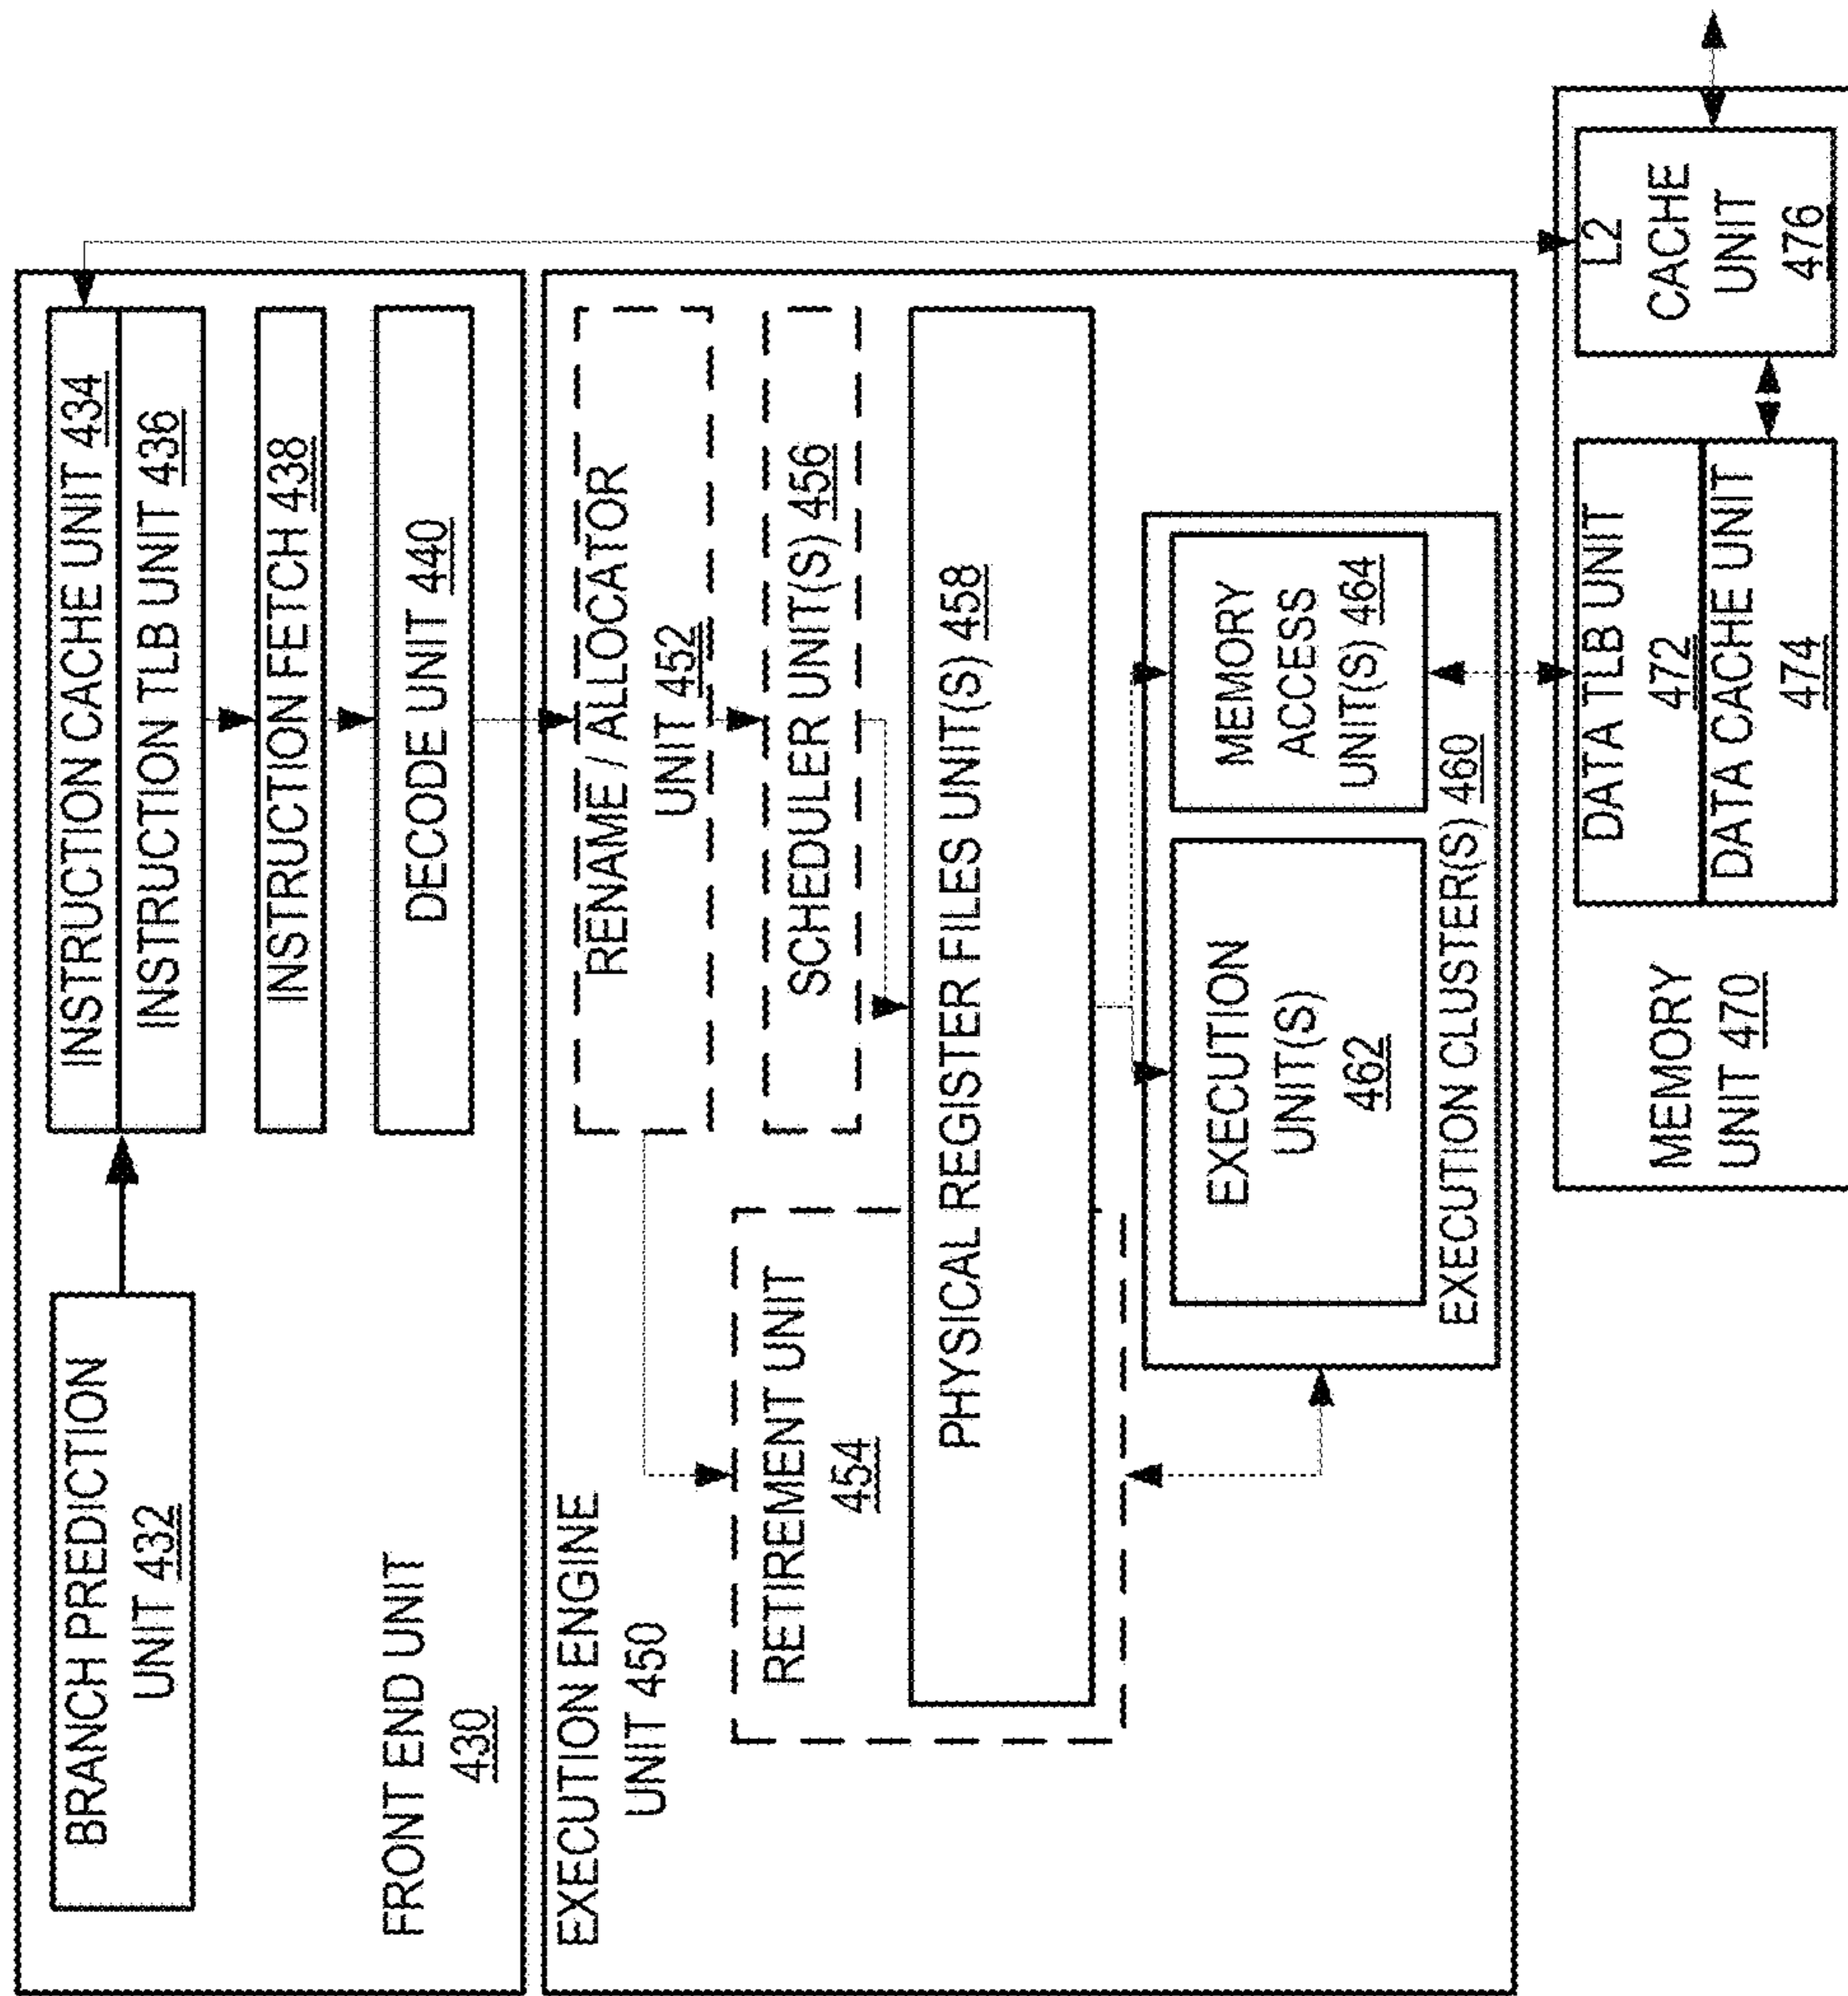 BRANCH PREDICTION
UNIT 432
INSTRUCTION CACHE UNIT 434
INSTRUCTION TLB UNIT 436
INSTRUCTION FETCH 438
DECODE UNIT 440
FRONT END UNIT
430
EXECUTION ENGINE
UNIT 450
RENAME / ALLOCATOR
UNIT 452
RETIREMENT UNIT
454
SCHEDULER UNIT(S) 456
PHYSICAL REGISTER FILES UNIT(S) 458
EXECUTION
UNIT(S)
462
MEMORY
ACCESS
UNIT(S) 464
EXECUTION CLUSTER(S) 460
MEMORY
UNIT 470
DATA TLB UNIT
472
DATA CACHE UNIT
474
L2
CACHE
UNIT
476